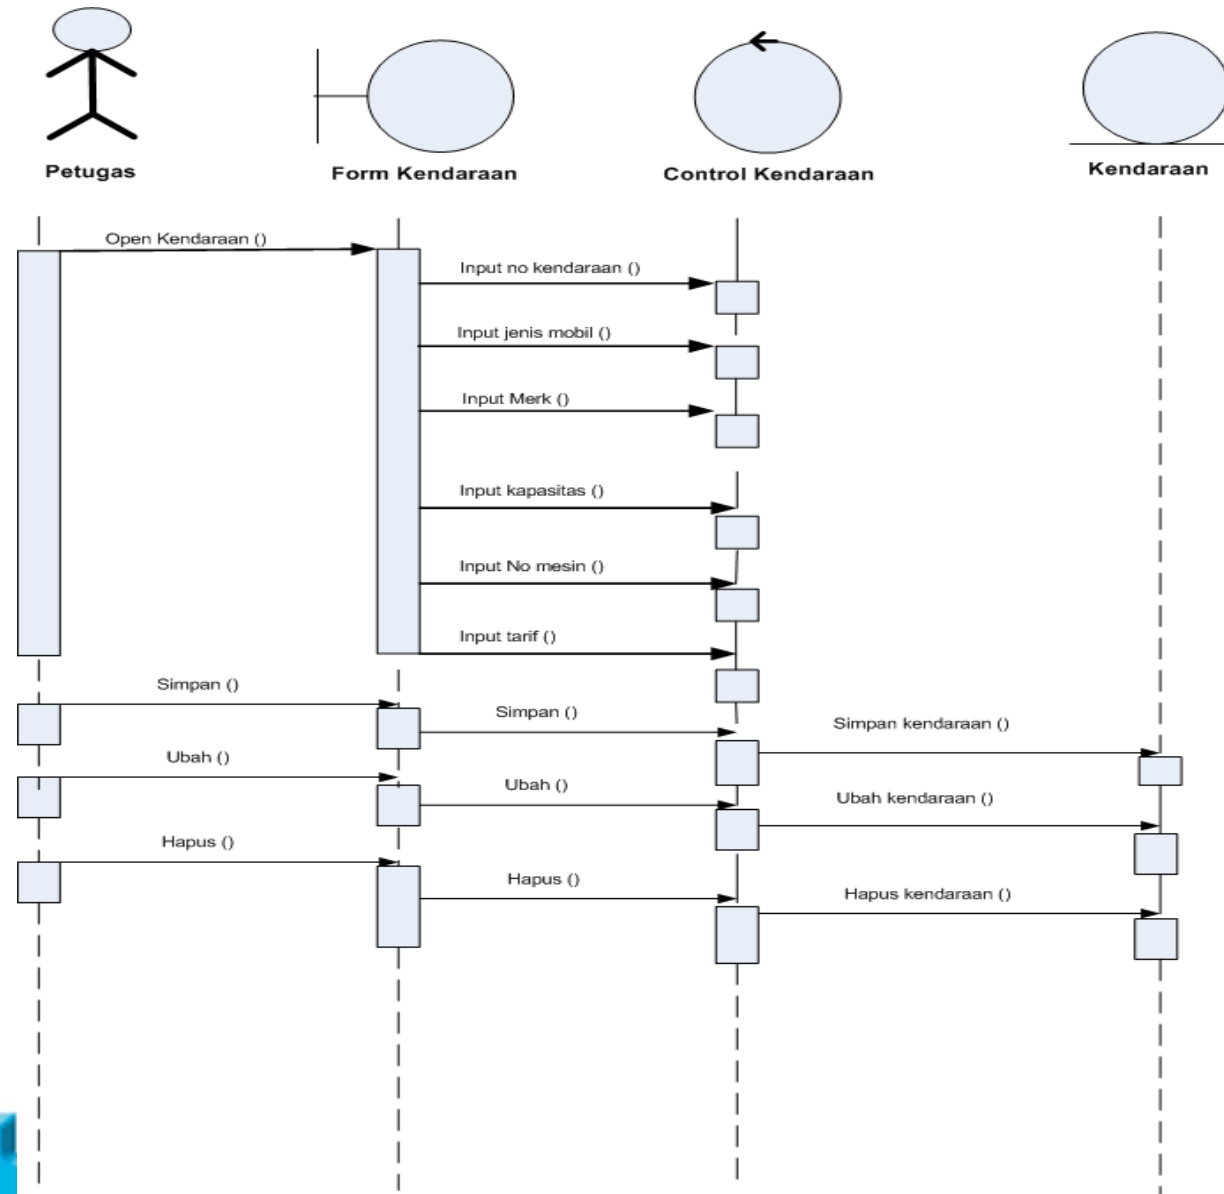 Petugas
Form Kendaraan
Control Kendaraan
Kendaraan
Open Kendaraan ()
Input no kendaraan ()
Input jenis mobil ()
Input Merk ()
Input kapasitas ()
Input No mesin ()
Input tarif ()
Simpan ()
Simpan ()
Simpan kendaraan ()
Ubah ()
Ubah ()
Ubah kendaraan ()
Hapus ()
Hapus ()
Hapus kendaraan ()